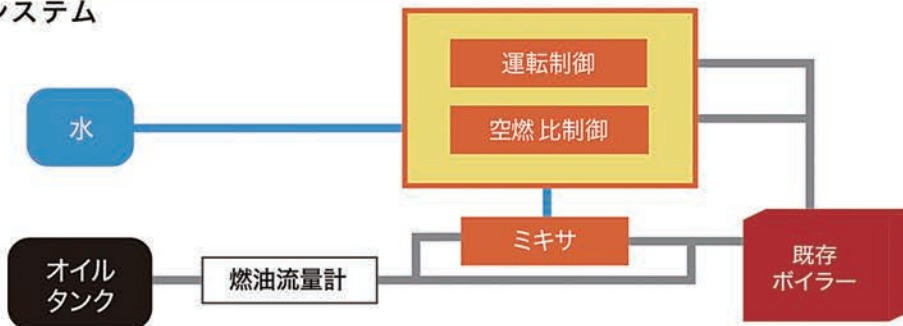 システム
運転制御
水
空燃比制御
ミキサ
オイル
タンク
燃油流量計
既存
ボイラー